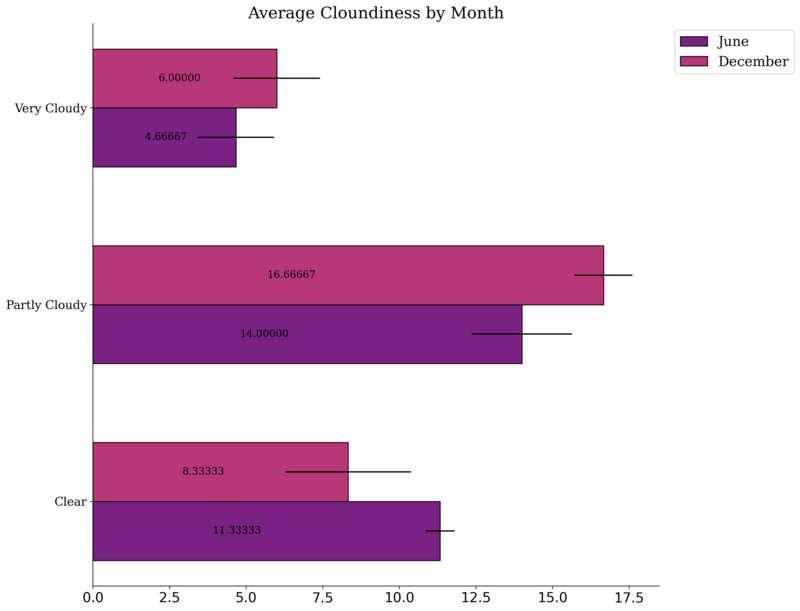 Average Cloundiness by Month
June
December
Very Cloudy
6.00000
4.66667
Partly Cloudy
16.66667
14.00000
Clear
8.33333
11.33333
0.0 2.5 5.0 7.5 10.0 12.5 15.0 17.5